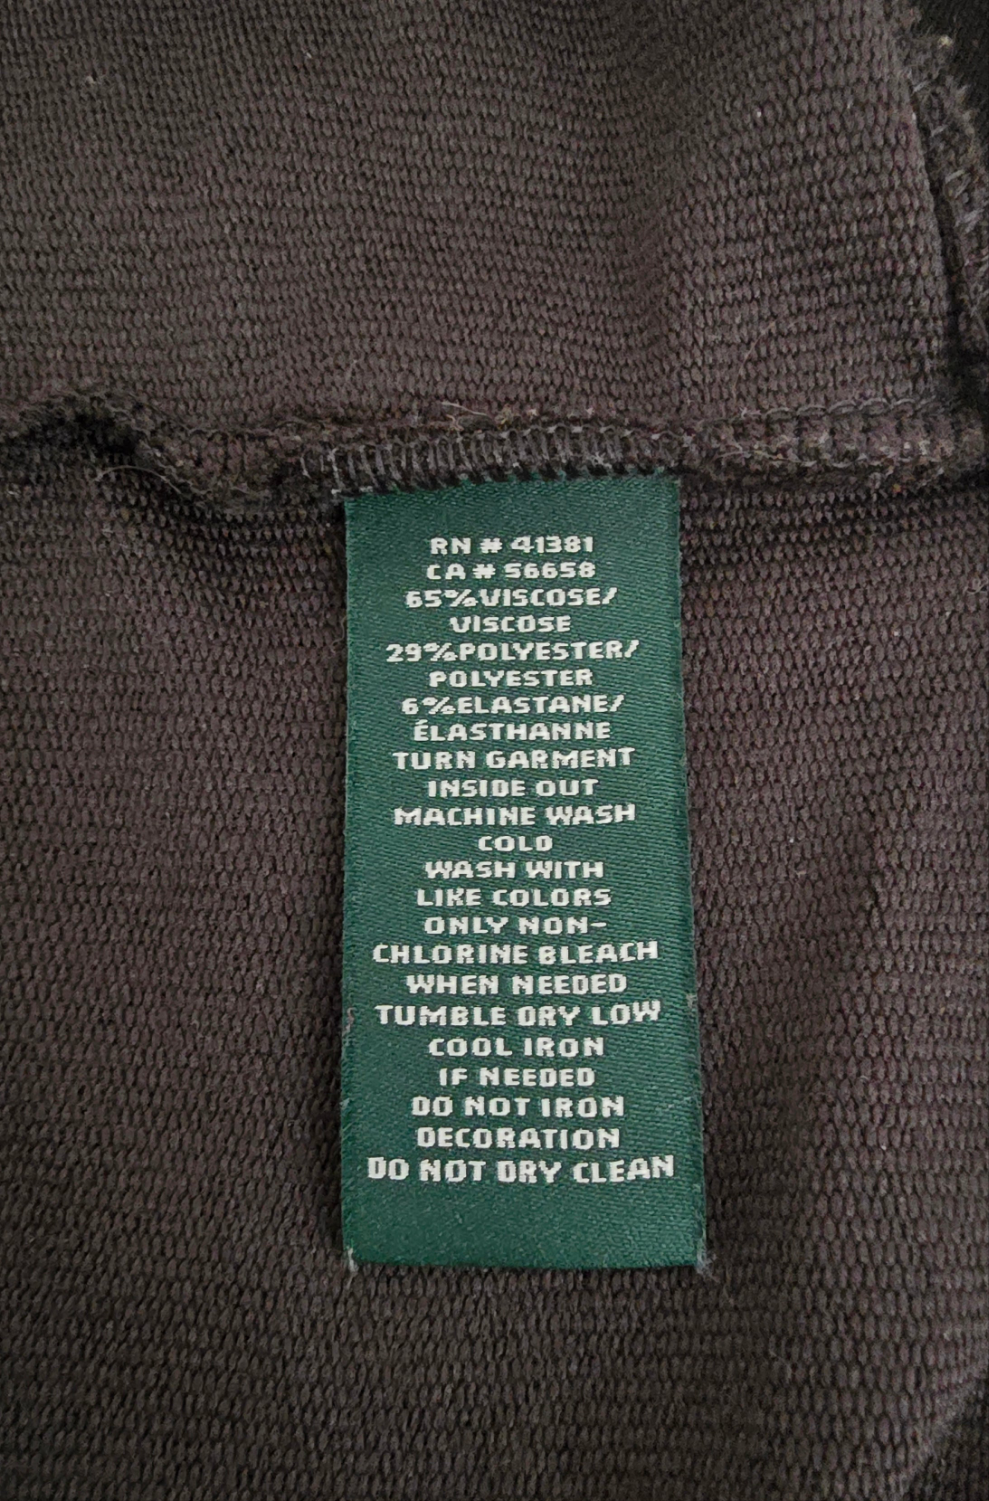 RN # 41381
CA # 56658
65%VISCOSE/
VISCOSE
29%POLYESTER/
POLYESTER
6%ELASTANE/
ÉLASTHANNE
TURN GARMENT
INSIDE OUT
MACHINE WASH
COLD
WASH WITH
LIKE COLORS
ONLY NON-
CHLORINE BLEACH
WHEN NEEDED
TUMBLE DRY LOW
COOL IRON
IF NEEDED
DO NOT IRON
DECORATION
DO NOT DRY CLEAN